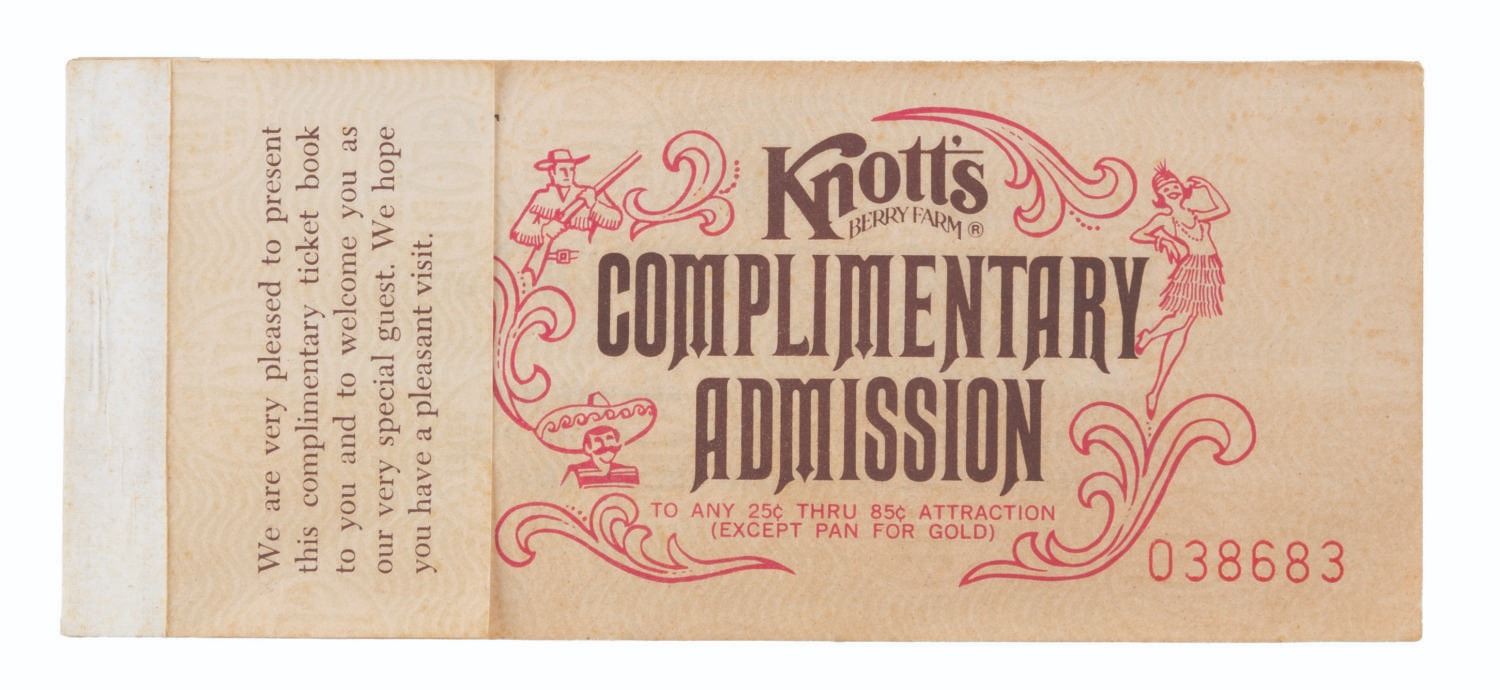 We are very pleased to present
this complimentary ticket book
to you and to welcome you as
our very special guest. We hope
you have a pleasant visit.
Knott's
BERRY FARM ®
COMPLIMENTARY
ADMISSION
TO ANY 25¢ THRU 85¢ ATTRACTION
(EXCEPT PAN FOR GOLD)
038683